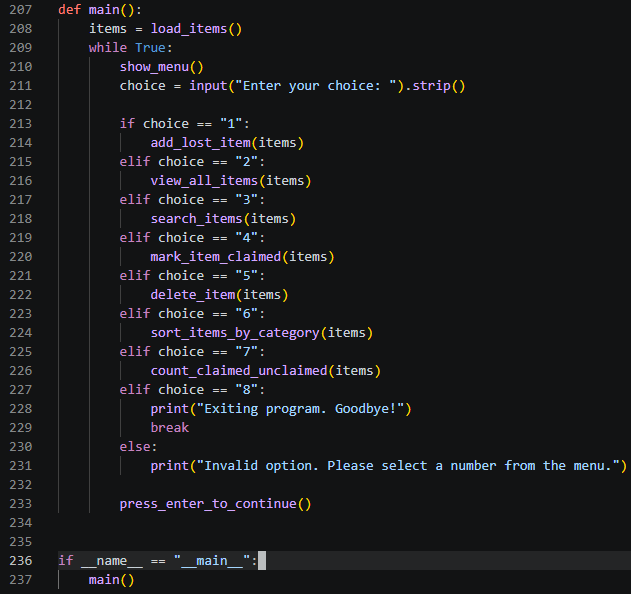 207 def main():
208     items = load_items()
209     while True:
210         show_menu()
211         choice = input("Enter your choice: ").strip()
212
213         if choice == "1":
214             add_lost_item(items)
215         elif choice == "2":
216             view_all_items(items)
217         elif choice == "3":
218             search_items(items)
219         elif choice == "4":
220             mark_item_claimed(items)
221         elif choice == "5":
222             delete_item(items)
223         elif choice == "6":
224             sort_items_by_category(items)
225         elif choice == "7":
226             count_claimed_unclaimed(items)
227         elif choice == "8":
228             print("Exiting program. Goodbye!")
229             break
230         else:
231             print("Invalid option. Please select a number from the menu.")
232
233         press_enter_to_continue()
234
235
236 if __name__ == "__main__":
237     main()